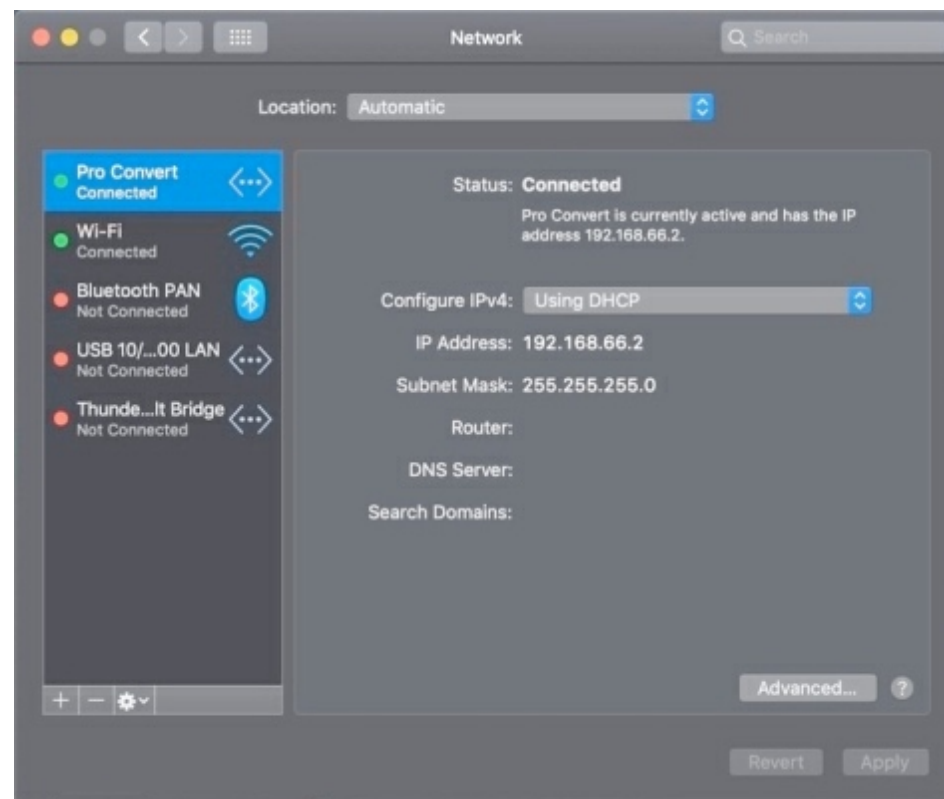 Network
Search
Location: Automatic
Pro Convert
Connected
Wi-Fi
Connected
Bluetooth PAN
Not Connected
USB 10/...00 LAN
Not Connected
Thunde...lt Bridge
Not Connected
Status: Connected
Pro Convert is currently active and has the IP
address 192.168.66.2.
Configure IPv4: Using DHCP
IP Address: 192.168.66.2
Subnet Mask: 255.255.255.0
Router:
DNS Server:
Search Domains:
Advanced... ?
Revert Apply